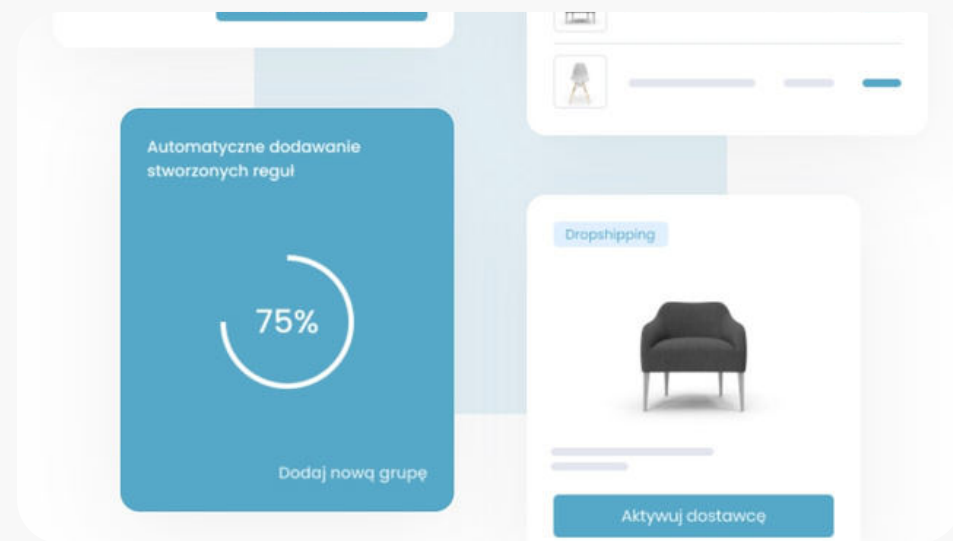 Automatyczne dodawanie
stworzonych reguł
75%
Dodaj nową grupę
Dropshipping
Aktywuj dostawcę